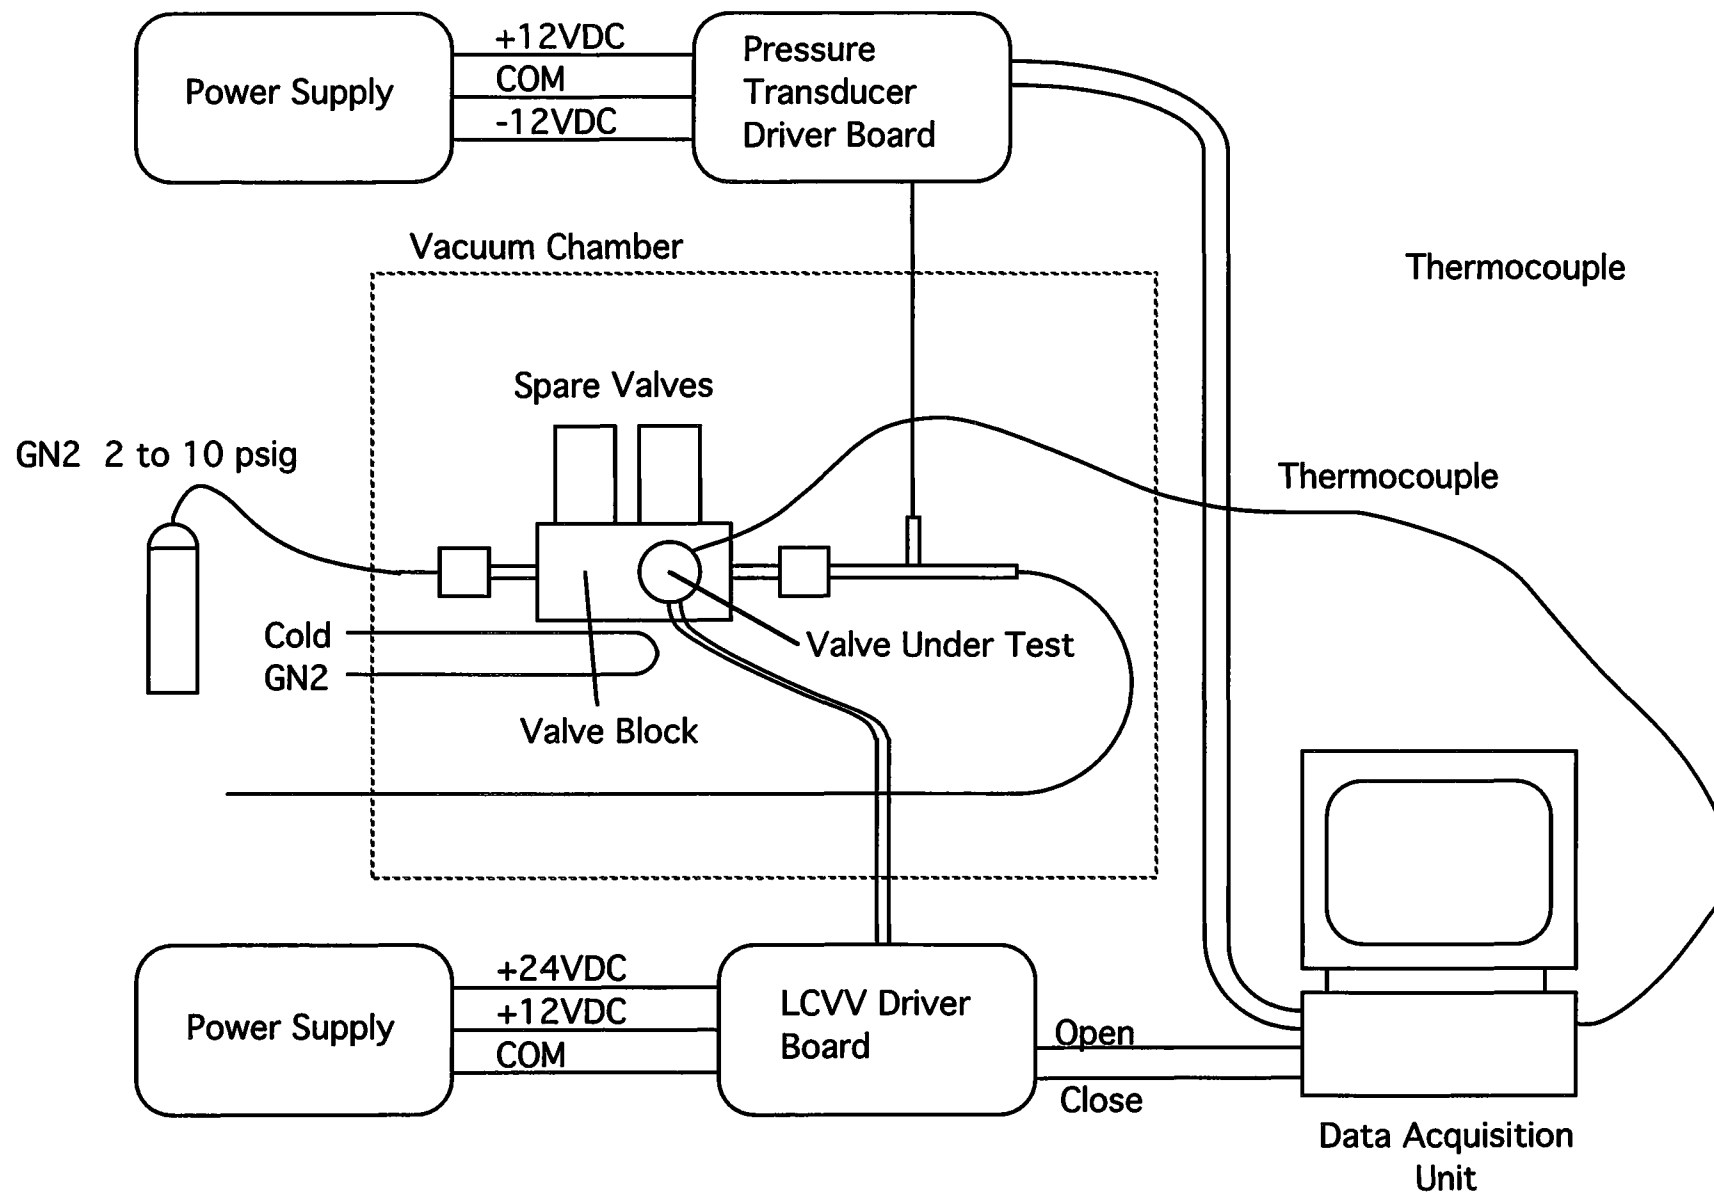 Power Supply
+12VDC
COM
-12VDC
Pressure
Transducer
Driver Board
Vacuum Chamber
Thermocouple
Spare Valves
GN2  2 to 10 psig
Thermocouple
Cold
GN2
Valve Under Test
Valve Block
Power Supply
+24VDC
+12VDC
COM
LCVV Driver
Board
Open
Close
Data Acquisition
Unit